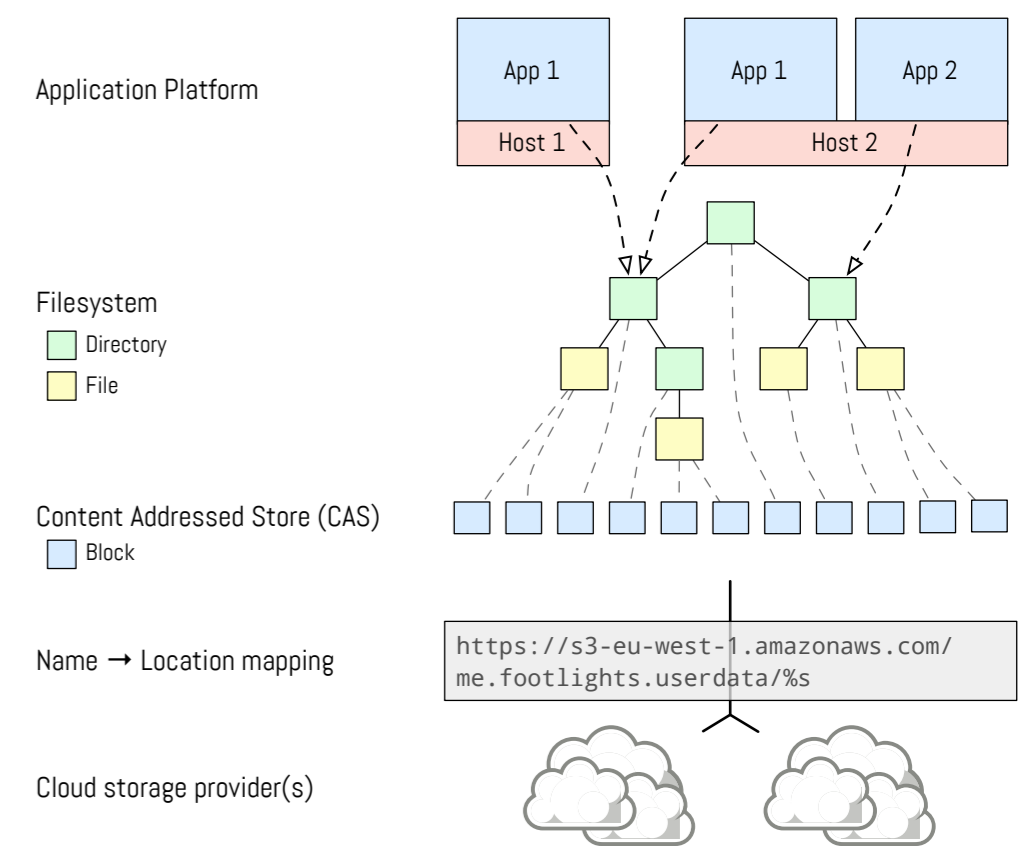 Application Platform
App 1
App 1
App 2
Host 1
Host 2
Filesystem
Directory
File
Content Addressed Store (CAS)
Block
Name → Location mapping
https://s3-eu-west-1.amazonaws.com/
me.footlights.userdata/%s
Cloud storage provider(s)